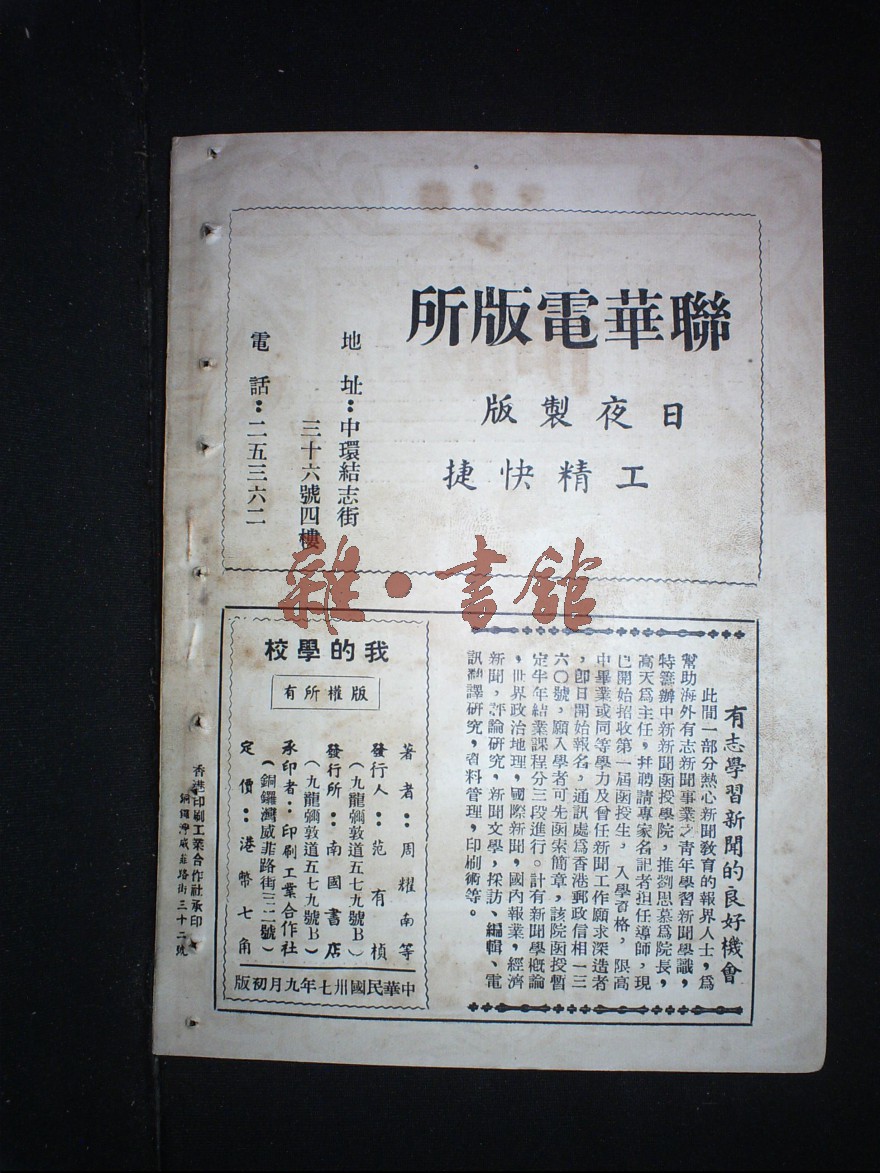 聯華電版所
日夜製版
工精快捷
地址：中環結志街
三十六號四樓
電話：二五三六二
雜·書館
有志學習新聞的良好機會
此間一部分熱心新聞敎育的報界人士，爲
幫助海外有志新聞事業之青年學習新聞學識，
特籌辦中新新聞函授學院，推劉思慕爲院長，
高天爲主任，幷聘請專家名記者担任導師，現
已開始招收第一屆函授生，入學資格，限高
中畢業或同等學力及曾任新聞工作願求深造者
，卽日開始報名，通訊處爲香港郵政信相一三
六〇號，願入學者可先函索簡章，該院函授暫
定半年結業課程分三段進行。計有新聞學概論
，世界政治地理，國際新聞，國內報業，經濟
新聞，評論研究，新聞文學，採訪、編輯、電
訊翻譯研究，資料管理，印刷術等。
我的學校
版權所有
著者：周耀南等
發行人：范有楨
（九龍彌敦道五七九號B）
發行所：南國書店
（九龍彌敦道五七九號B）
承印者：印刷工業合作社
（銅鑼灣威菲路街三二號）
定價：港幣七角
中華民國卅七年九月初版
香港印刷工業合作社承印
銅鑼灣威菲路街三十二號